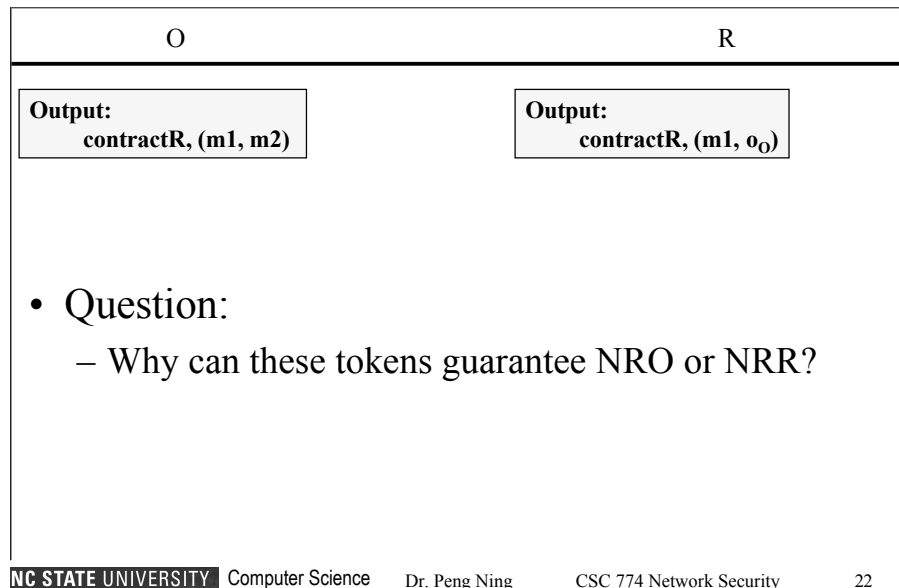 O R
Output: Output:
contractR, (m1, m2) contractR, (m1, oO)
• Question:
– Why can these tokens guarantee NRO or NRR?
NC STATE UNIVERSITY Computer Science Dr. Peng Ning CSC 774 Network Security 22